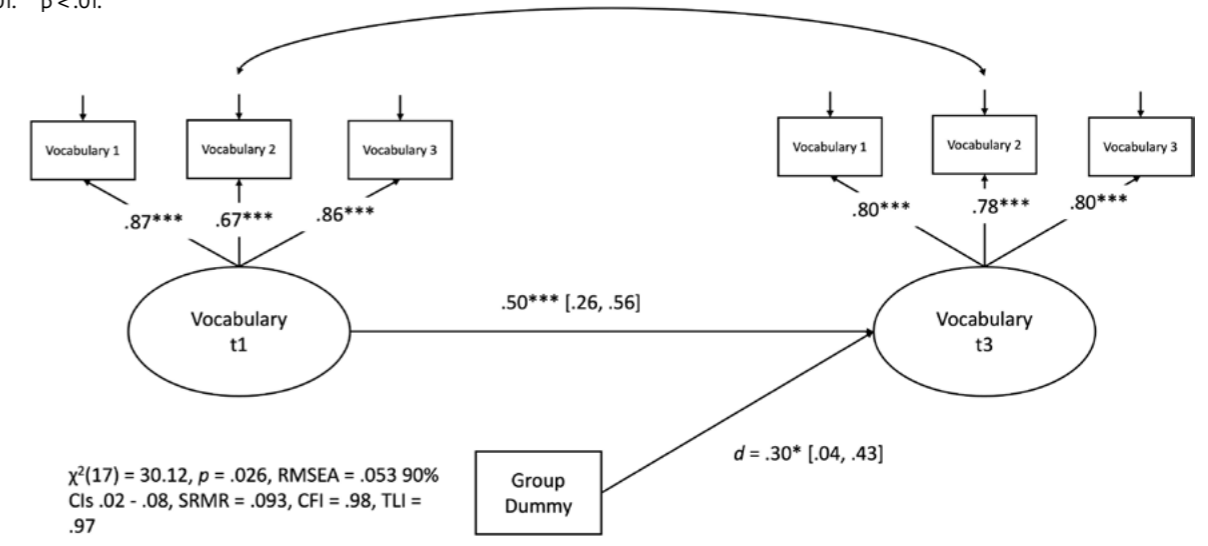 p < .01.
Vocabulary 1
Vocabulary 2
Vocabulary 3
Vocabulary 1
Vocabulary 2
Vocabulary 3
.87***
.67***
.86***
.80***
.78***
.80***
Vocabulary
t1
.50*** [.26, .56]
Vocabulary
t3
d = .30* [.04, .43]
χ²(17) = 30.12, p = .026, RMSEA = .053 90%
CIs .02 - .08, SRMR = .093, CFI = .98, TLI =
.97
Group
Dummy